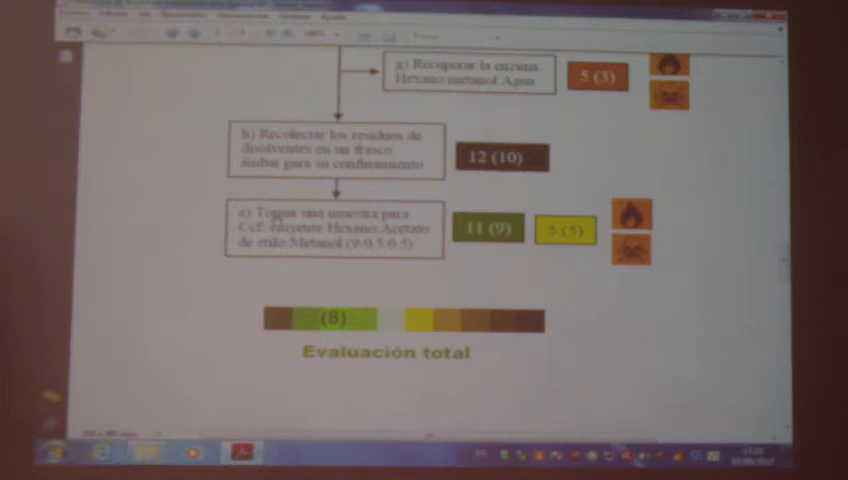 g) Recuperar la enzima.
Hexano:metanol:Agua
5 (3)
h) Recolectar los residuos de
disolventes en un frasco
ámbar para su confinamiento
12 (10)
e) Tomar una muestra para
Ccf: eluyente Hexano:Acetato
de etilo:Metanol (9:0.5:0.5)
11 (9)
5 (5)
(8)
Evaluación total